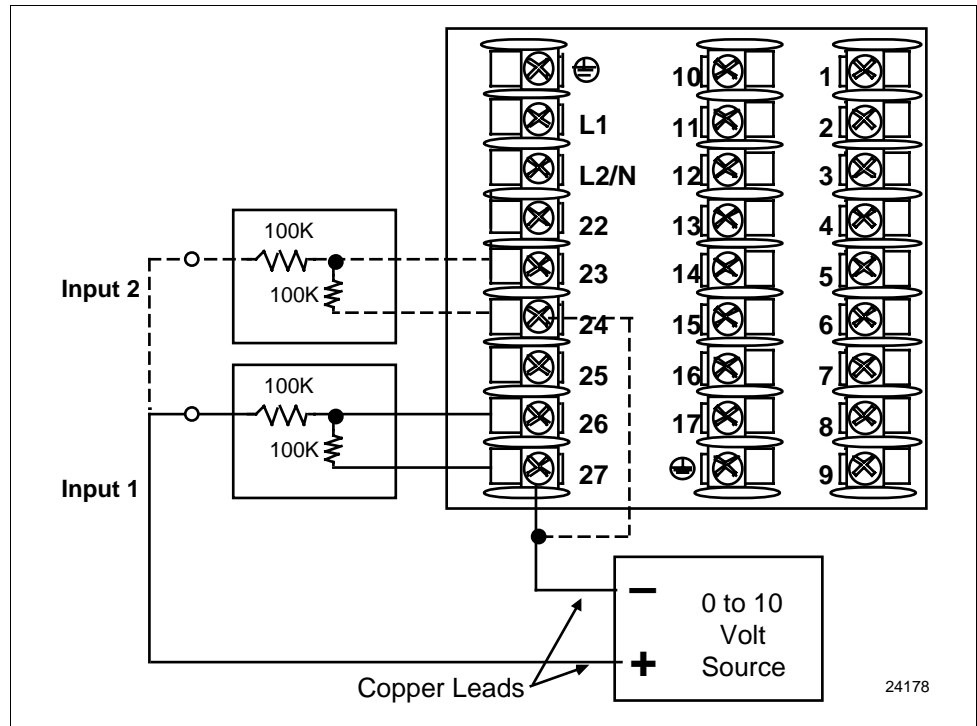 10
1
L1
11
2
L2/N
12
3
22
13
4
100K
23
14
5
Input 2
100K
24
15
6
25
16
7
100K
26
17
8
100K
27
9
Input 1
−
0 to 10
Volt
Source
+
Copper Leads
24178